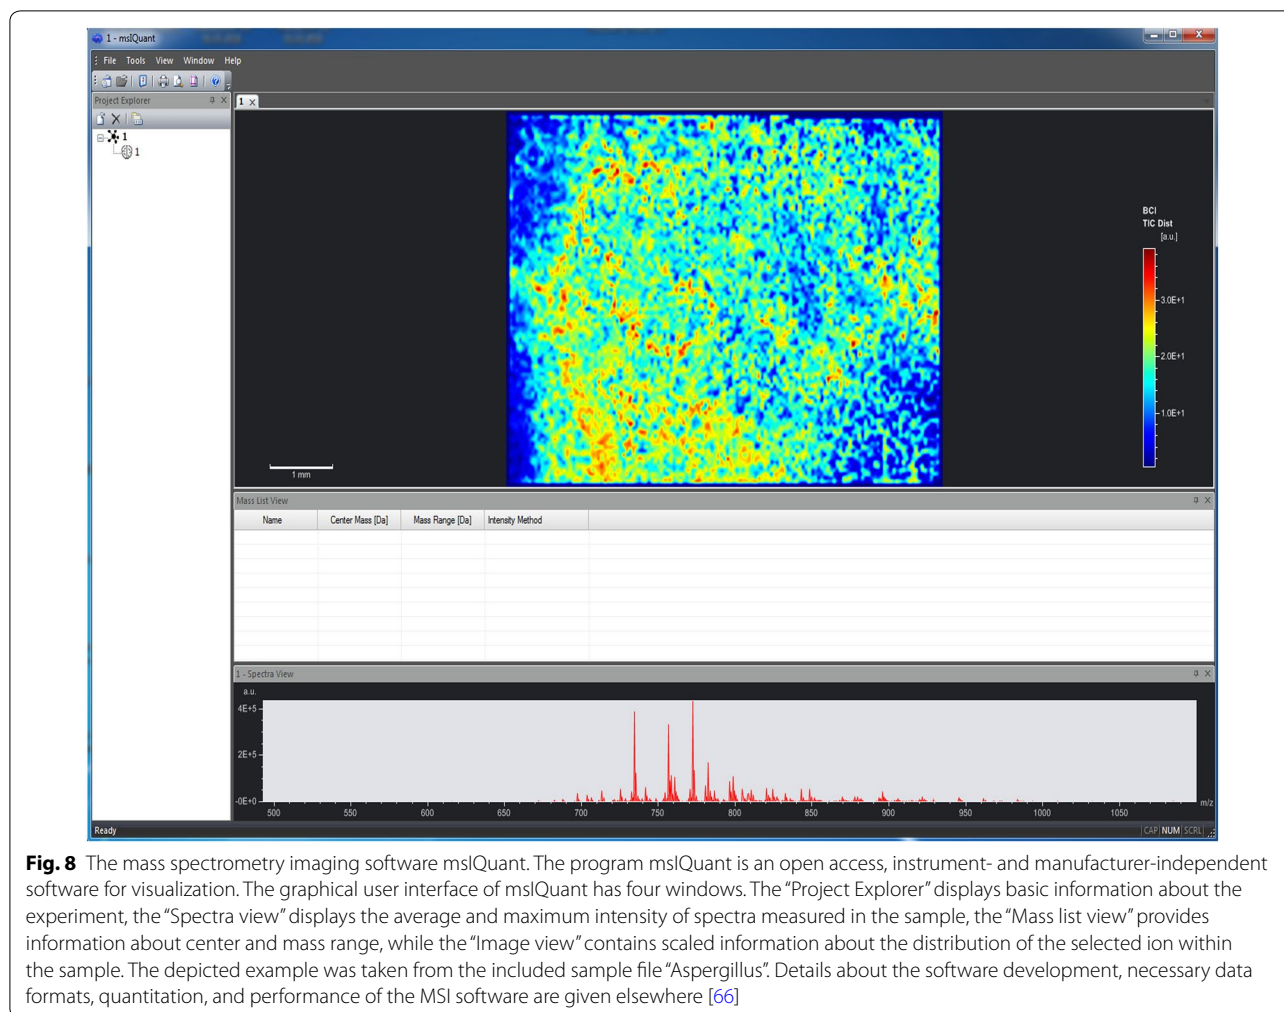 1 - msIQuant
File Tools View Window Help
Project Explorer
1
1
1
BCI
TIC Dist
[a.u.]
3.0E+1
2.0E+1
1.0E+1
1 mm
Mass List View
Name Center Mass [Da] Mass Range [Da] Intensity Method
1 - Spectra View
a.u.
4E+5
2E+5
-0E+0
500 550 600 650 700 750 800 850 900 950 1000 1050 m/z
Ready CAP NUM SCRL
Fig. 8 The mass spectrometry imaging software msIQuant. The program msIQuant is an open access, instrument- and manufacturer-independent
software for visualization. The graphical user interface of msIQuant has four windows. The “Project Explorer” displays basic information about the
experiment, the “Spectra view” displays the average and maximum intensity of spectra measured in the sample, the “Mass list view” provides
information about center and mass range, while the “Image view” contains scaled information about the distribution of the selected ion within
the sample. The depicted example was taken from the included sample file “Aspergillus”. Details about the software development, necessary data
formats, quantitation, and performance of the MSI software are given elsewhere [66]